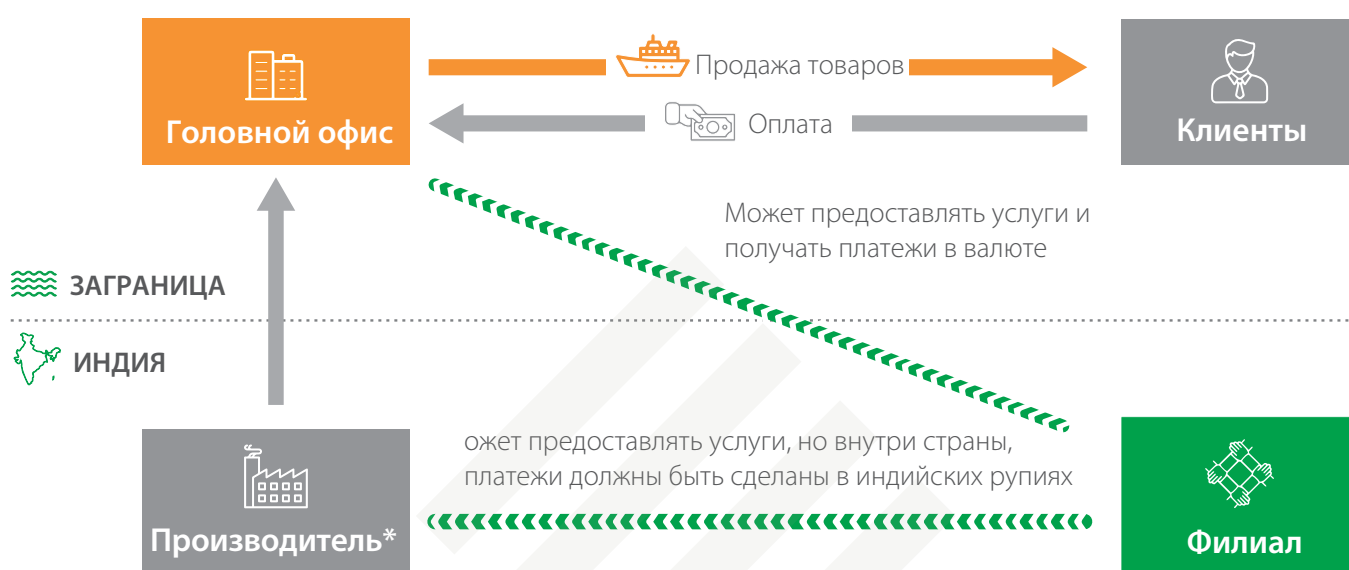 Продажа товаров
Головной офис
Оплата
Клиенты
Может предоставлять услуги и
получать платежи в валюте
ЗАГРАНИЦА
ИНДИЯ
ожет предоставлять услуги, но внутри страны,
платежи должны быть сделаны в индийских рупиях
Производитель*
Филиал